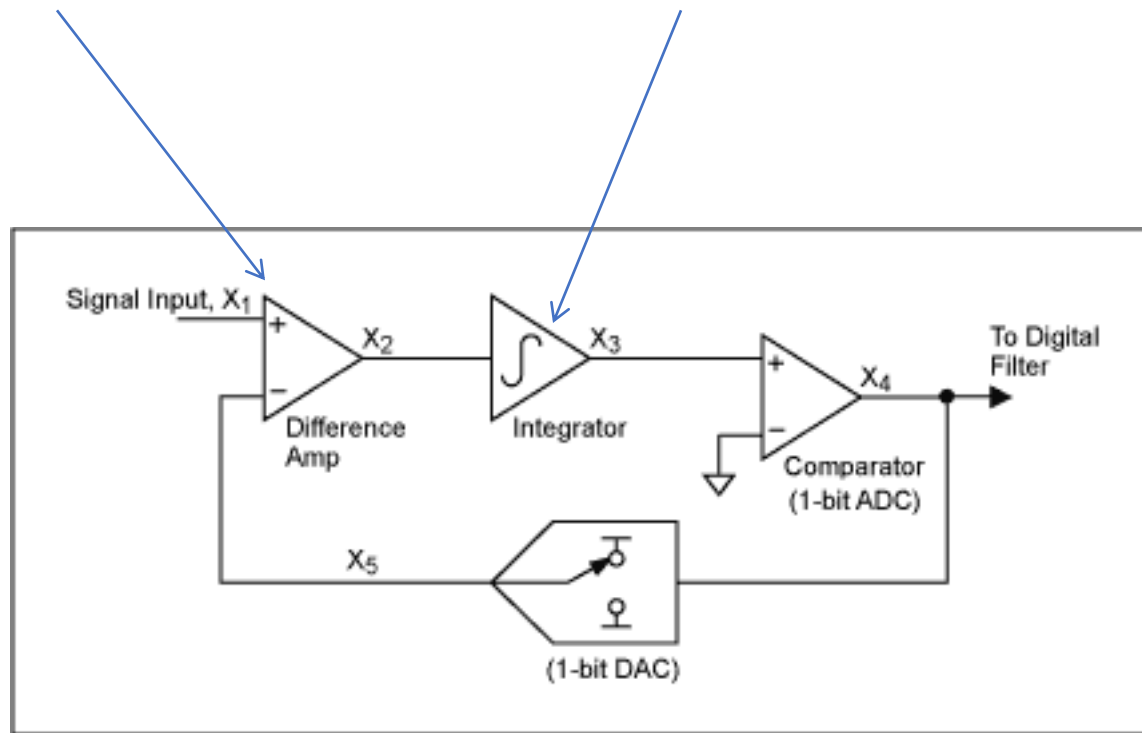 Signal Input, X1
+
−
X2
Difference
Amp
X3
Integrator
+
−
X4
Comparator
(1-bit ADC)
To Digital
Filter
X5
(1-bit DAC)